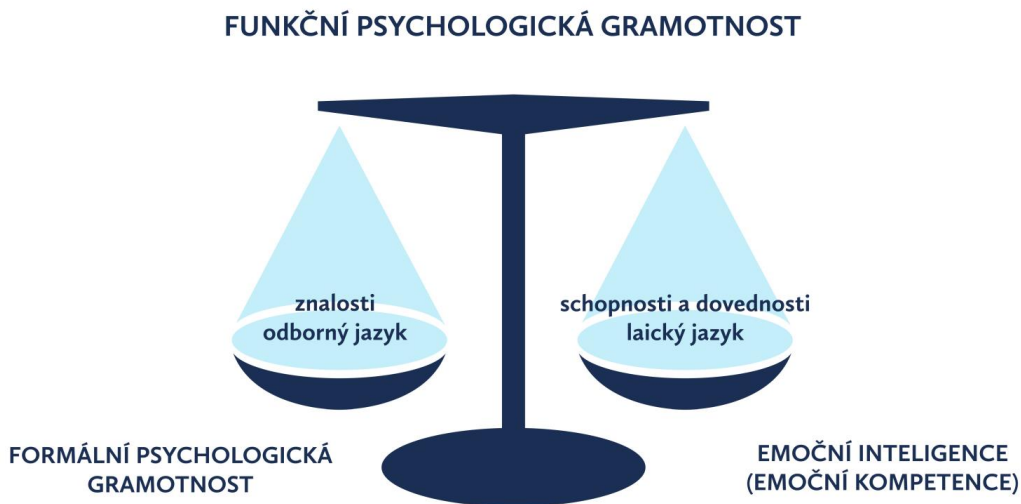 FUNKČNÍ PSYCHOLOGICKÁ GRAMOTNOST
znalosti
odborný jazyk
schopnosti a dovednosti
laický jazyk
FORMÁLNÍ PSYCHOLOGICKÁ
GRAMOTNOST
EMOČNÍ INTELIGENCE
(EMOČNÍ KOMPETENCE)